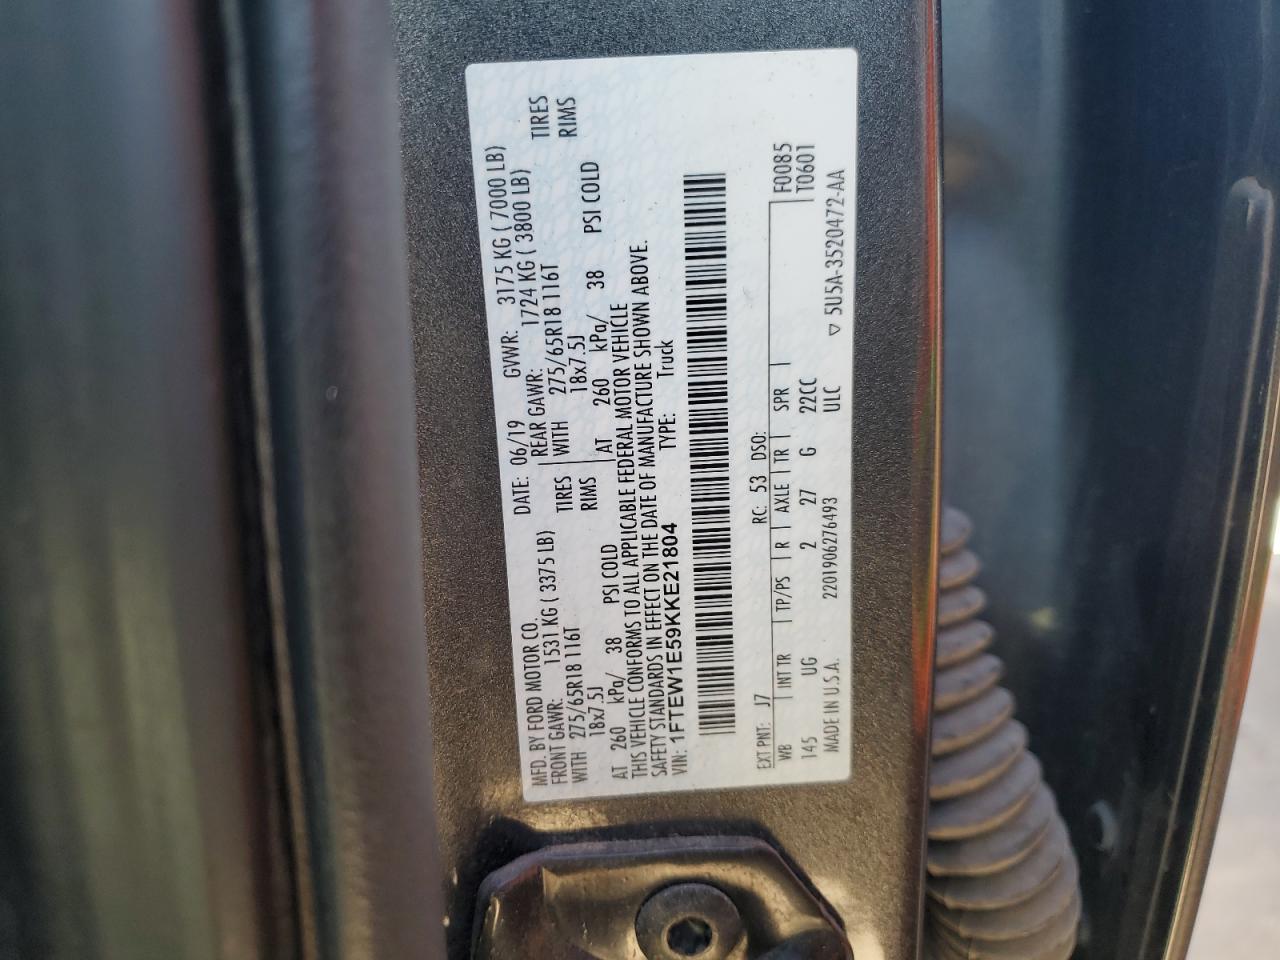 MFD. BY FORD MOTOR CO. DATE: 06/19 GVWR: 3175 KG ( 7000 LB)
FRONT GAWR: 1531 KG ( 3375 LB) REAR GAWR: 1724 KG ( 3800 LB)
WITH 275/65R18 116T TIRES WITH 275/65R18 116T TIRES
18x7.5J RIMS 18x7.5J RIMS
AT 260 kPa/ 38 PSI COLD AT 260 kPa/ 38 PSI COLD
THIS VEHICLE CONFORMS TO ALL APPLICABLE FEDERAL MOTOR VEHICLE
SAFETY STANDARDS IN EFFECT ON THE DATE OF MANUFACTURE SHOWN ABOVE.
VIN: 1FTEW1E59KKE21804 TYPE: Truck
EXT PNT: J7 RC: 53 DSO: F0085
WB INT TR TP/PS R AXLE TR SPR T0601
145 UG 2 27 G 22CC
MADE IN U.S.A. 2201906276493 ULC ▽ 5U5A-3520472-AA